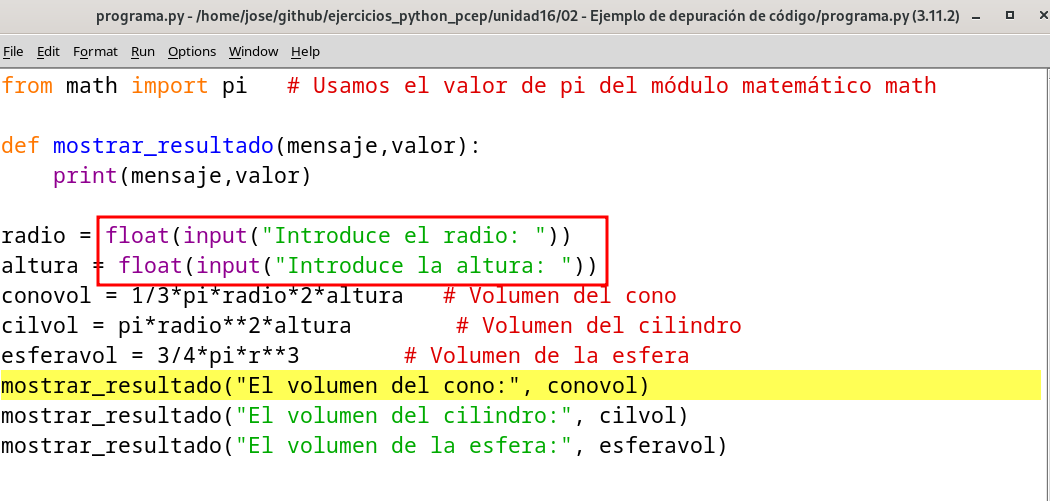 programa.py - /home/jose/github/ejercicios_python_pcep/unidad16/02 - Ejemplo de depuración de código/programa.py (3.11.2)
File Edit Format Run Options Window Help
from math import pi   # Usamos el valor de pi del módulo matemático math
def mostrar_resultado(mensaje,valor):
    print(mensaje,valor)
radio = float(input("Introduce el radio: "))
altura = float(input("Introduce la altura: "))
conovol = 1/3*pi*radio*2*altura   # Volumen del cono
cilvol = pi*radio**2*altura        # Volumen del cilindro
esferavol = 3/4*pi*r**3        # Volumen de la esfera
mostrar_resultado("El volumen del cono:", conovol)
mostrar_resultado("El volumen del cilindro:", cilvol)
mostrar_resultado("El volumen de la esfera:", esferavol)